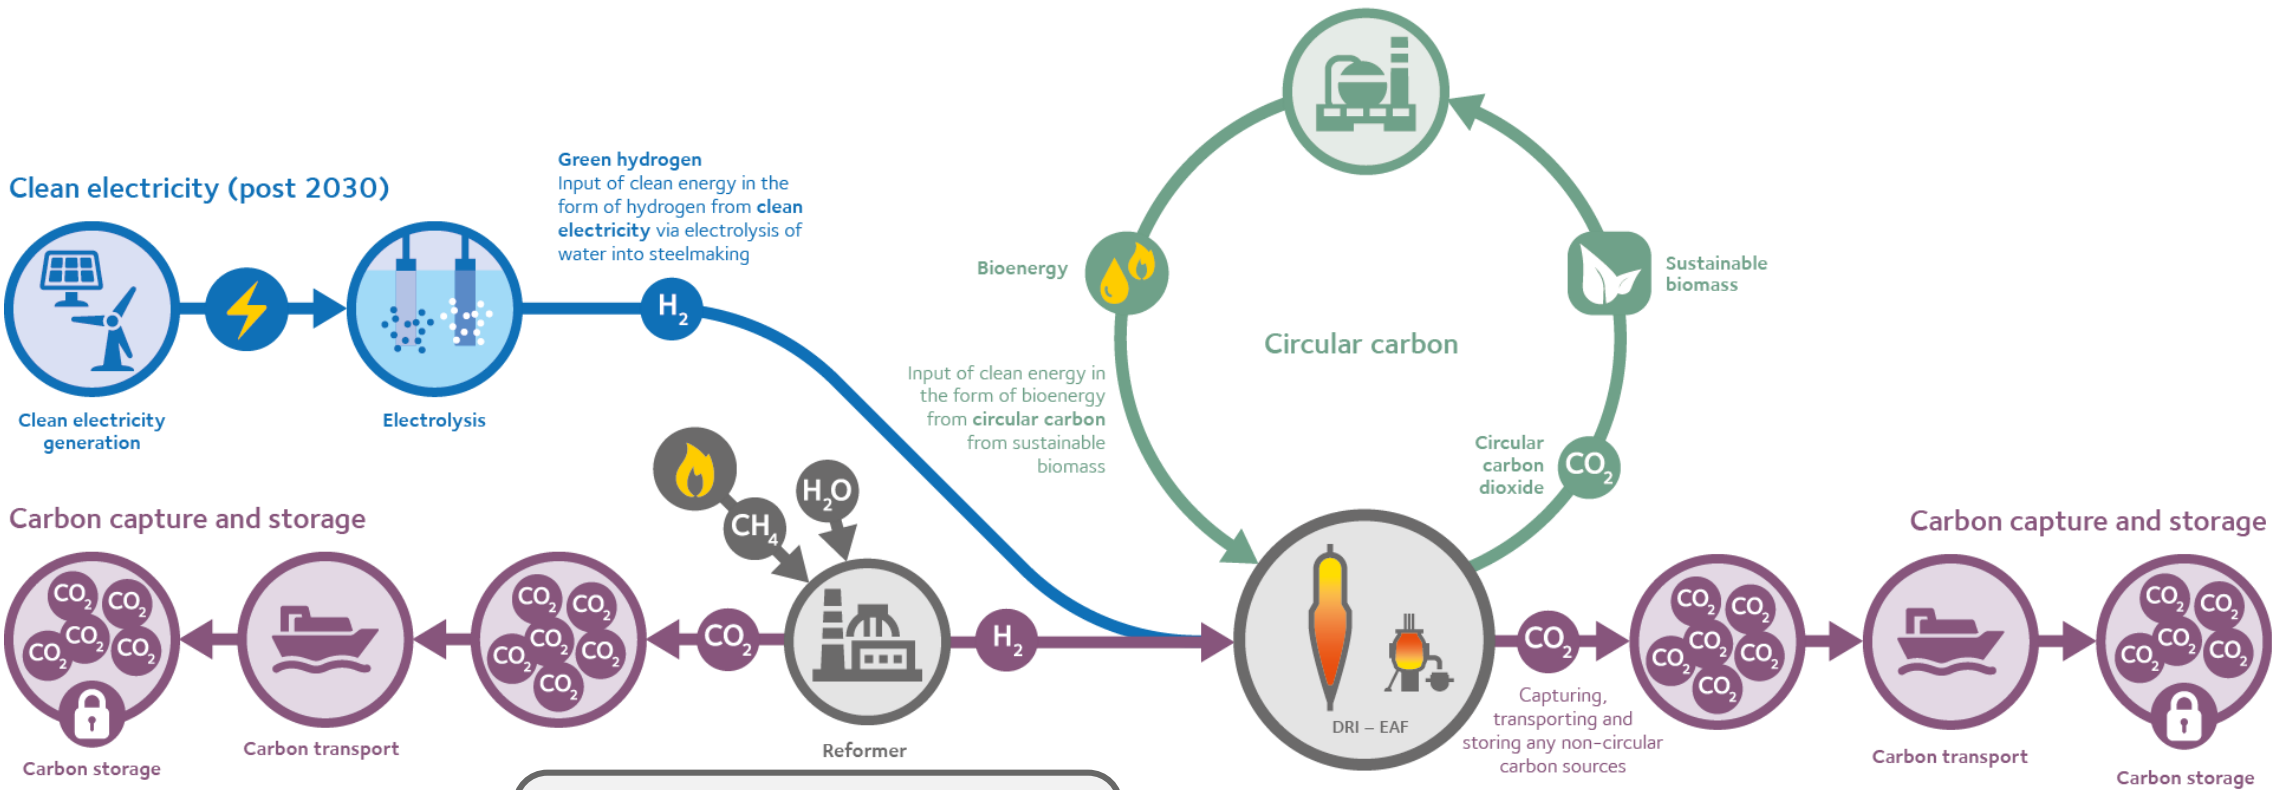 Clean electricity (post 2030)
Clean electricity
generation
Electrolysis
Green hydrogen
Input of clean energy in the
form of hydrogen from clean
electricity via electrolysis of
water into steelmaking
H2
Bioenergy
Input of clean energy in
the form of bioenergy
from circular carbon
from sustainable
biomass
Circular carbon
Sustainable
biomass
Circular
carbon
dioxide
CO2
Carbon capture and storage
CO2
CO2
CO2
CO2
CO2
Carbon storage
Carbon transport
CO2
CO2
CO2
CO2
CO2
CO2
CO2
CH4
H2O
Reformer
H2
DRI – EAF
CO2
Capturing,
transporting and
storing any non-circular
carbon sources
Carbon capture and storage
CO2
CO2
CO2
CO2
CO2
CO2
Carbon transport
CO2
CO2
CO2
CO2
CO2
Carbon storage